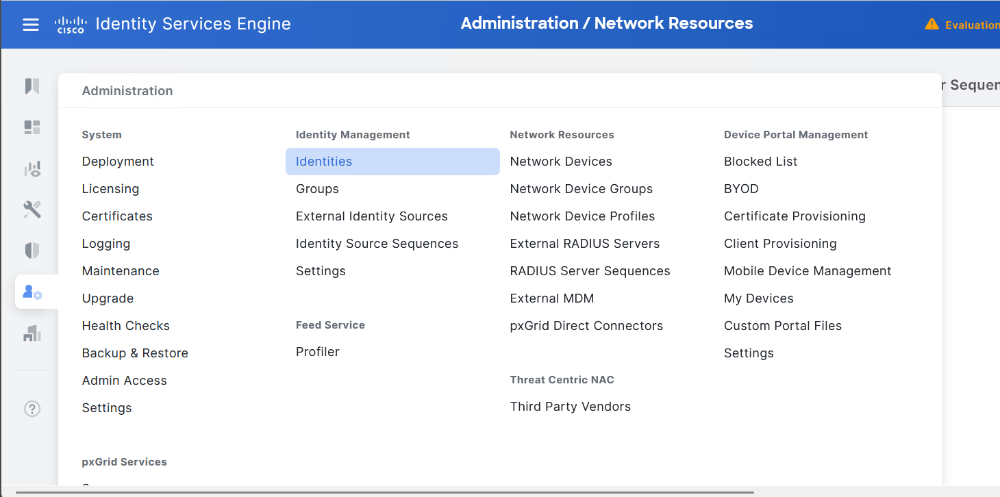 cisco Identity Services Engine
Administration / Network Resources
Evaluation
r Sequen
Administration
System
Deployment
Licensing
Certificates
Logging
Maintenance
Upgrade
Health Checks
Backup & Restore
Admin Access
Settings
pxGrid Services
Identity Management
Identities
Groups
External Identity Sources
Identity Source Sequences
Settings
Feed Service
Profiler
Network Resources
Network Devices
Network Device Groups
Network Device Profiles
External RADIUS Servers
RADIUS Server Sequences
External MDM
pxGrid Direct Connectors
Threat Centric NAC
Third Party Vendors
Device Portal Management
Blocked List
BYOD
Certificate Provisioning
Client Provisioning
Mobile Device Management
My Devices
Custom Portal Files
Settings